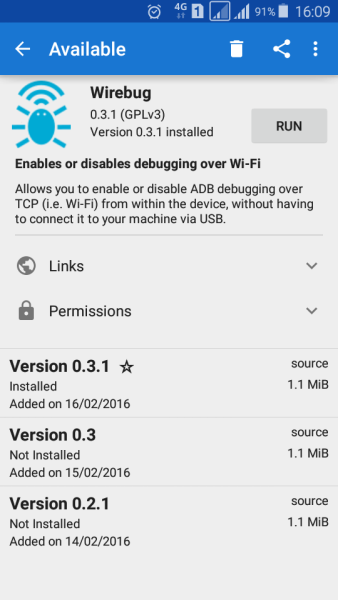 4G 1 91% 16:09
Available
Wirebug
0.3.1 (GPLv3)
Version 0.3.1 installed
RUN
Enables or disables debugging over Wi-Fi
Allows you to enable or disable ADB debugging over
TCP (i.e. Wi-Fi) from within the device, without having
to connect it to your machine via USB.
Links
Permissions
Version 0.3.1 source
Installed 1.1 MiB
Added on 16/02/2016
Version 0.3 source
Not Installed 1.1 MiB
Added on 15/02/2016
Version 0.2.1 source
Not Installed 1.1 MiB
Added on 14/02/2016